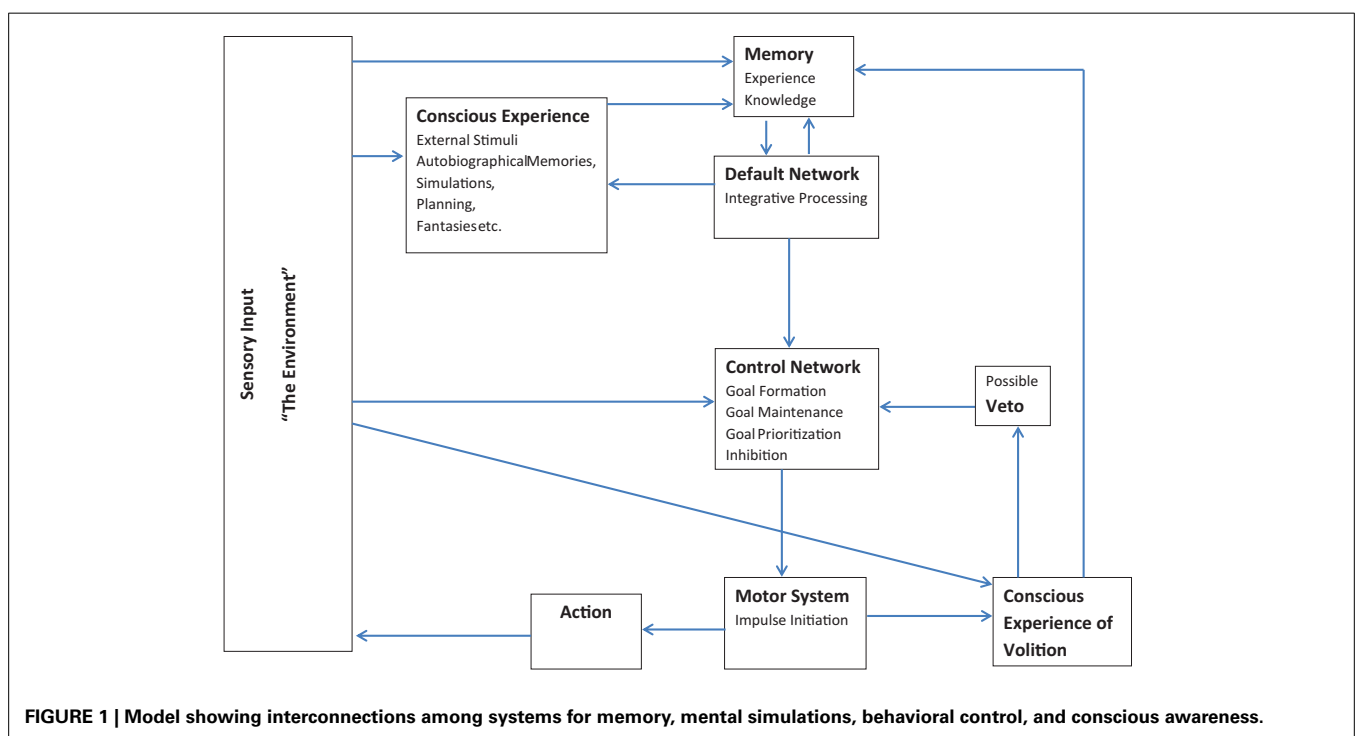 Sensory Input
“The Environment”
Memory
Experience
Knowledge
Conscious Experience
External Stimuli
AutobiographicalMemories,
Simulations,
Planning,
Fantasies etc.
Default Network
Integrative Processing
Control Network
Goal Formation
Goal Maintenance
Goal Prioritization
Inhibition
Possible
Veto
Action
Motor System
Impulse Initiation
Conscious
Experience of
Volition
FIGURE 1 | Model showing interconnections among systems for memory, mental simulations, behavioral control, and conscious awareness.